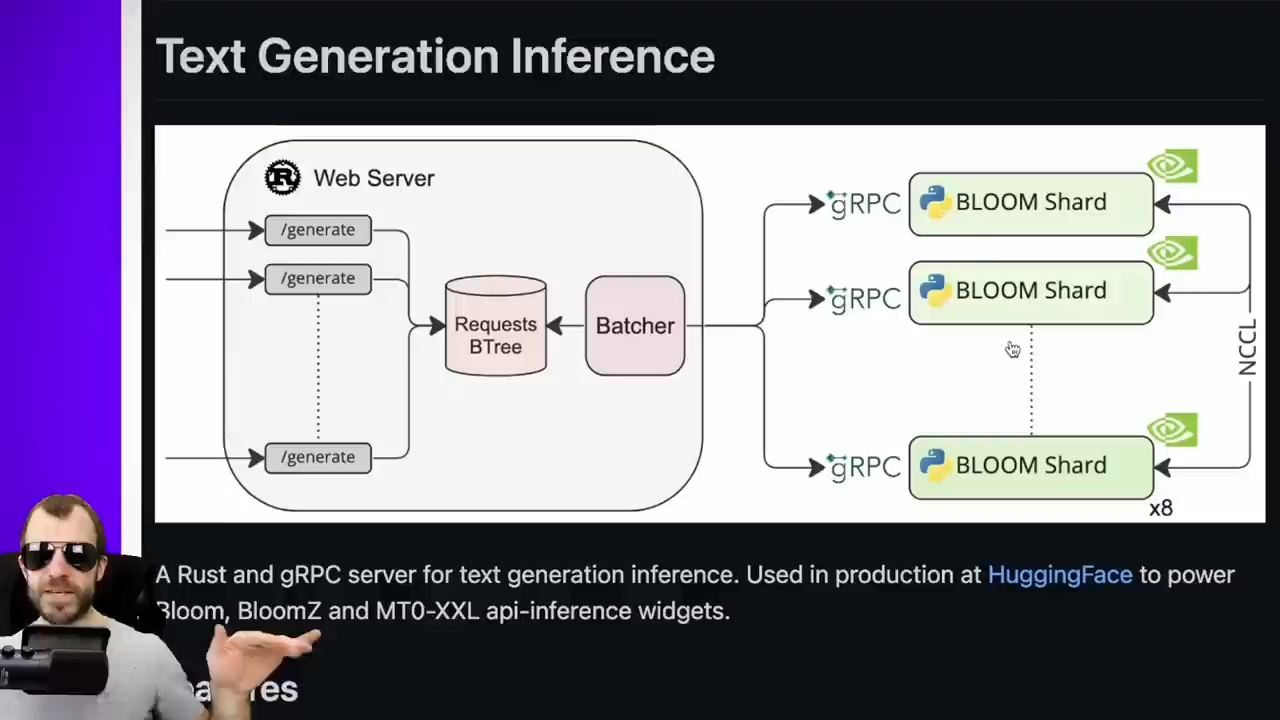 Text Generation Inference
Web Server
/generate
/generate
/generate
Requests
BTree
Batcher
gRPC
BLOOM Shard
gRPC
BLOOM Shard
gRPC
BLOOM Shard
x8
NCCL
A Rust and gRPC server for text generation inference. Used in production at HuggingFace to power
Bloom, BloomZ and MT0-XXL api-inference widgets.